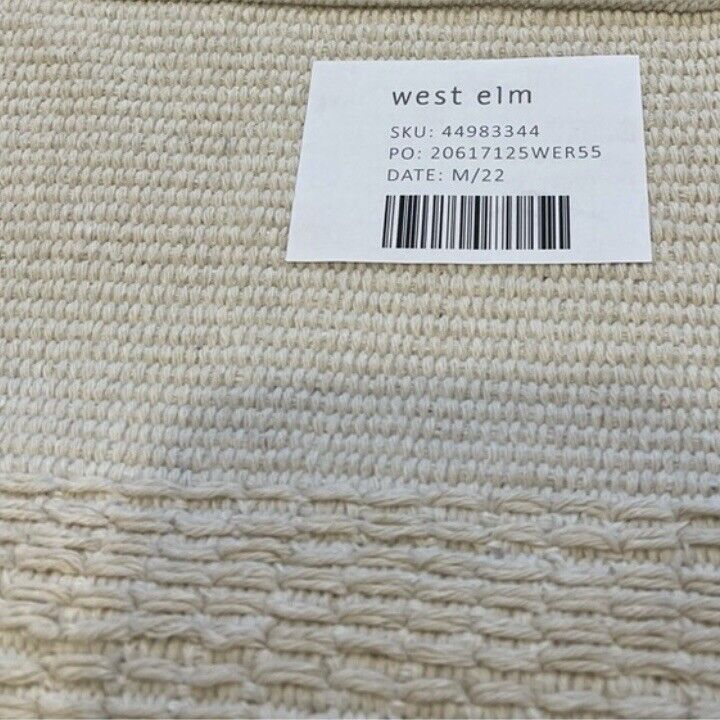 west elm
SKU: 44983344
PO: 20617125WER55
DATE: M/22